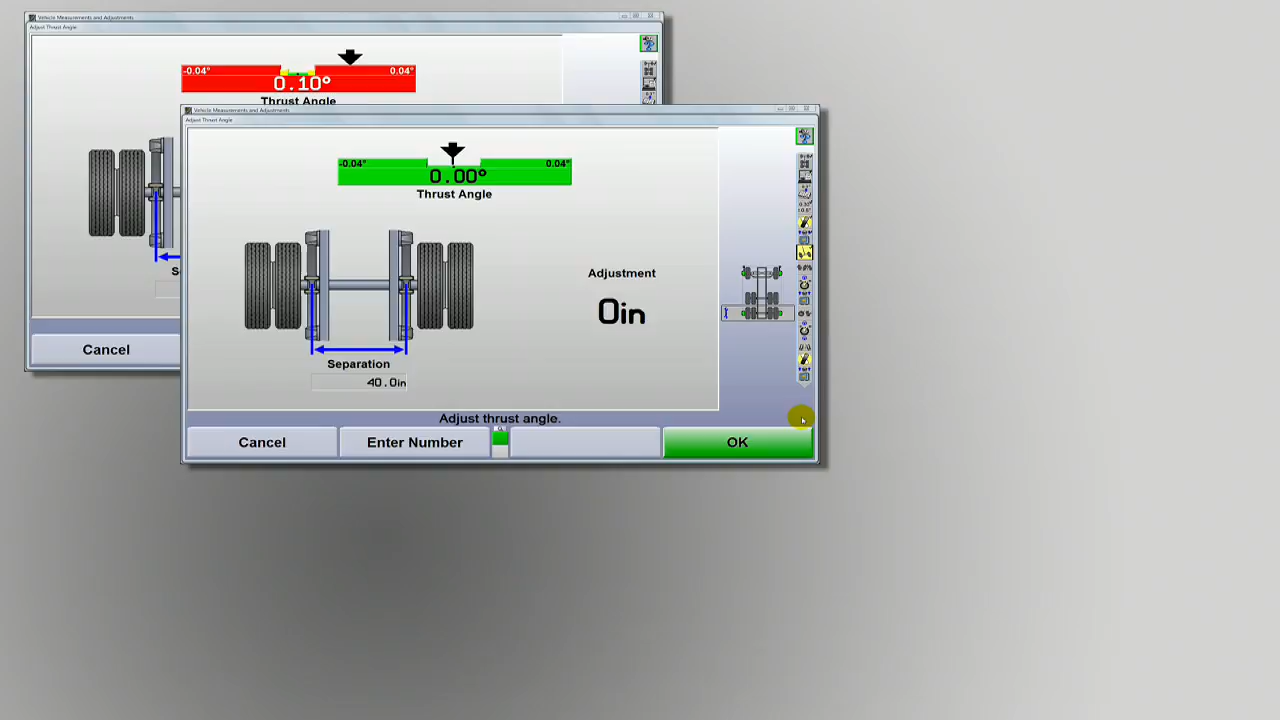 Vehicle Measurements and Adjustments
Adjust Thrust Angle
-0.04° 0.04°
0.10°
Thrust Angle
Se
Cancel
Vehicle Measurements and Adjustments
Adjust Thrust Angle
-0.04° 0.04°
0.00°
Thrust Angle
Adjustment
0in
Separation
40.0in
Adjust thrust angle.
Cancel Enter Number OK